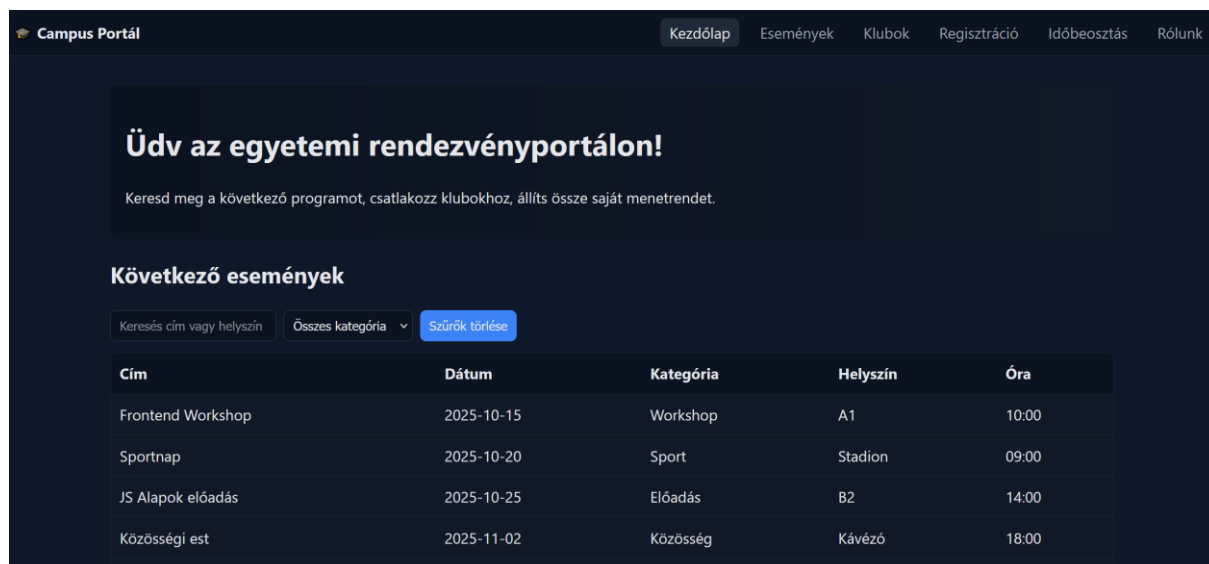 Campus Portál Kezdőlap Események Klubok Regisztráció Időbeosztás Rólunk
Üdv az egyetemi rendezvényportálon!
Keresd meg a következő programot, csatlakozz klubokhoz, állíts össze saját menetrendet.
Következő események
Keresés cím vagy helyszín Összes kategória Szűrők törlése
Cím Dátum Kategória Helyszín Óra
Frontend Workshop 2025-10-15 Workshop A1 10:00
Sportnap 2025-10-20 Sport Stadion 09:00
JS Alapok előadás 2025-10-25 Előadás B2 14:00
Közösségi est 2025-11-02 Közösség Kávézó 18:00